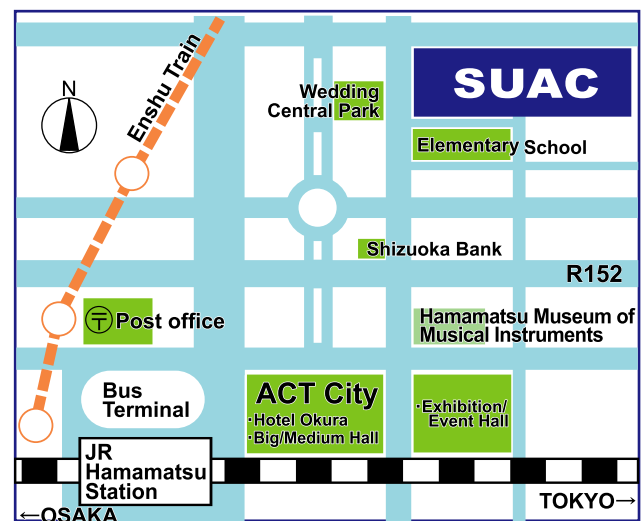 N
Enshu Train
Wedding
Central Park
SUAC
Elementary School
Shizuoka Bank
R152
〒 Post office
Hamamatsu Museum of
Musical Instruments
Bus
Terminal
ACT City
・Hotel Okura
・Big/Medium Hall
・Exhibition/
Event Hall
JR
Hamamatsu
Station
←OSAKA
TOKYO→